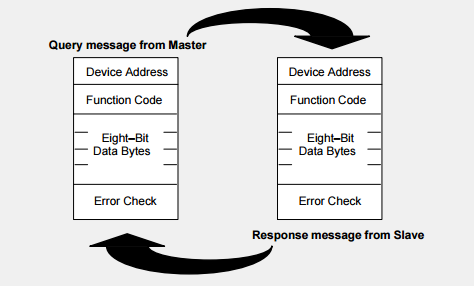 Query message from Master
Device Address
Function Code
Eight–Bit
Data Bytes
Error Check
Device Address
Function Code
Eight–Bit
Data Bytes
Error Check
Response message from Slave